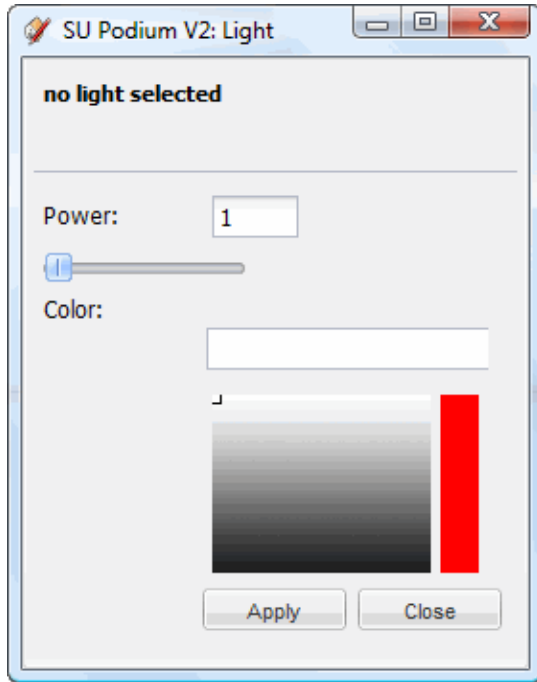 SU Podium V2: Light
no light selected
Power: 1
Color:
Apply Close